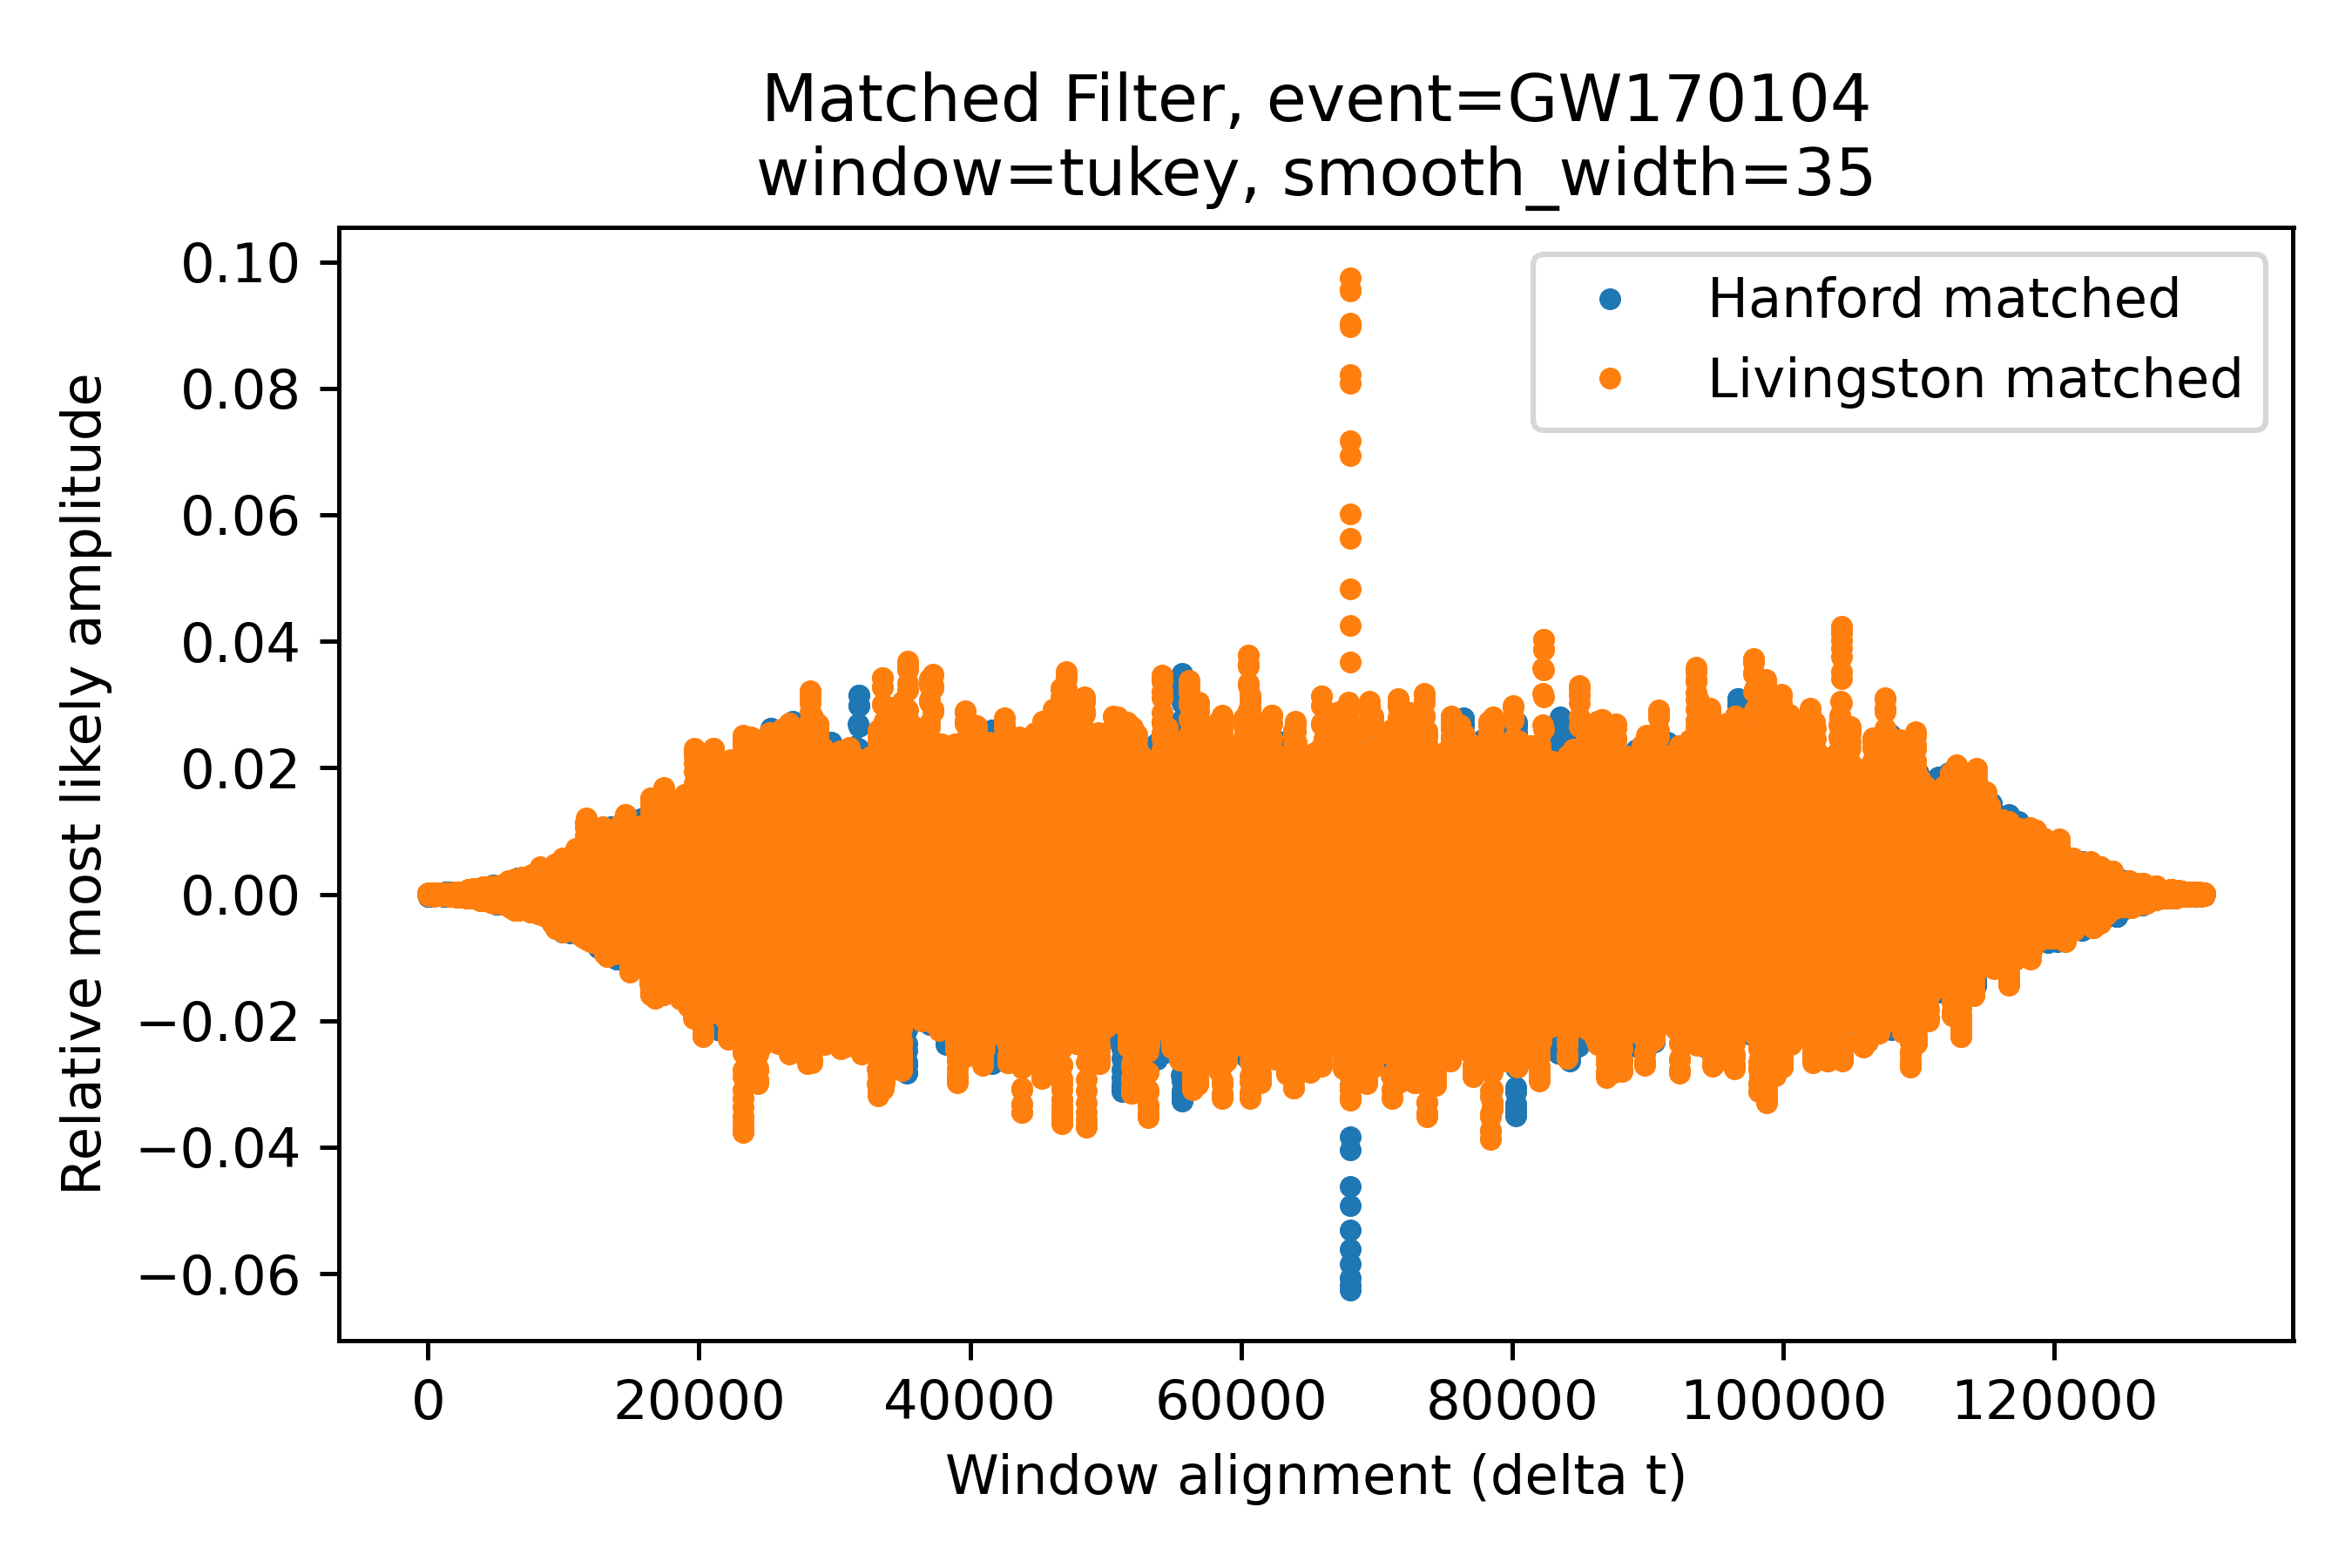 Matched Filter, event=GW170104
window=tukey, smooth_width=35
Hanford matched
Livingston matched
Relative most likely amplitude
0.10
0.08
0.06
0.04
0.02
0.00
−0.02
−0.04
−0.06
0 20000 40000 60000 80000 100000 120000
Window alignment (delta t)